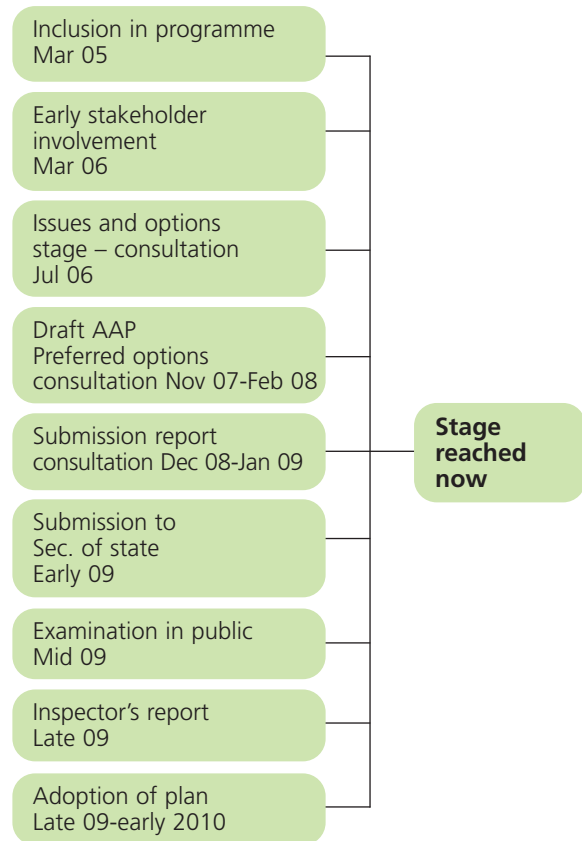 Inclusion in programme
Mar 05
Early stakeholder
involvement
Mar 06
Issues and options
stage – consultation
Jul 06
Draft AAP
Preferred options
consultation Nov 07-Feb 08
Submission report
consultation Dec 08-Jan 09
Stage
reached
now
Submission to
Sec. of state
Early 09
Examination in public
Mid 09
Inspector’s report
Late 09
Adoption of plan
Late 09-early 2010